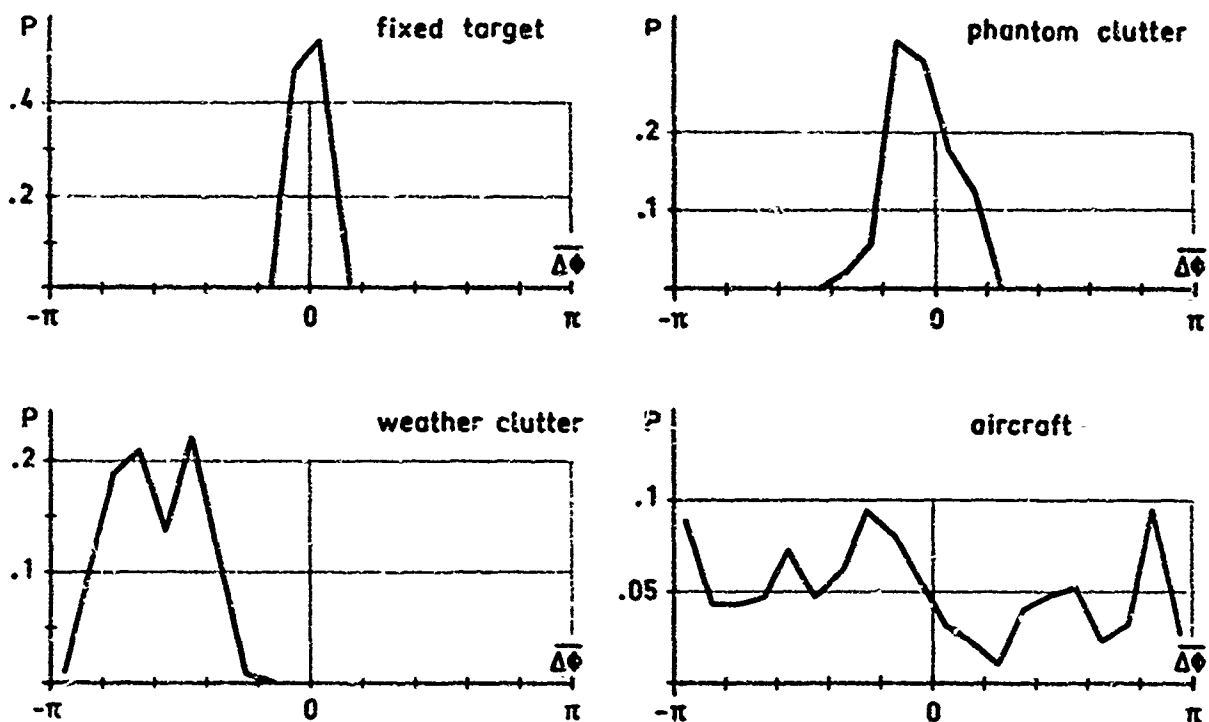 P fixed target
.4
.2
Δϕ
-π 0 π
P phantom clutter
.2
.1
Δϕ
-π 0 π
P weather clutter
.2
.1
Δϕ
-π 0 π
P aircraft
.1
.05
Δϕ
-π 0 π